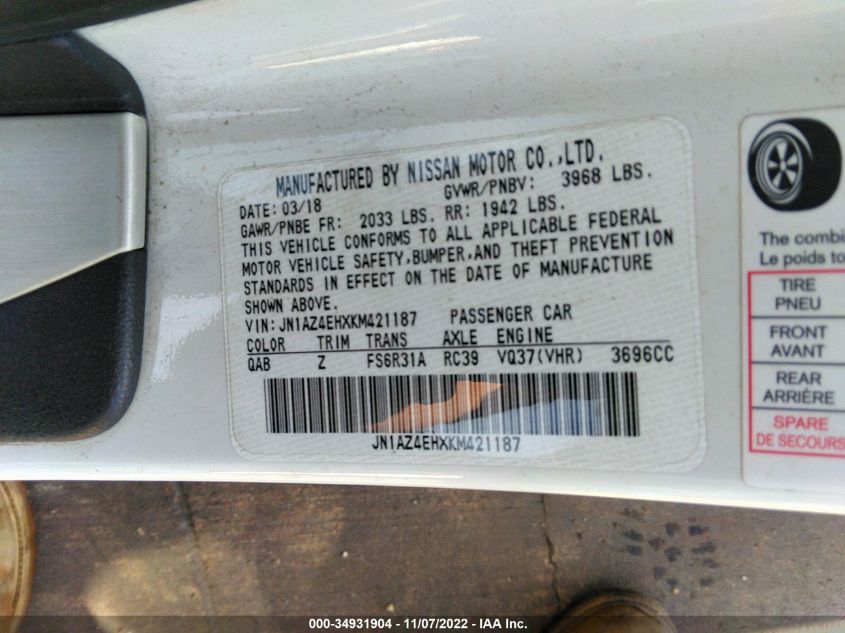 MANUFACTURED BY NISSAN MOTOR CO.,LTD.
DATE: 03/18 GVWR/PNBV: 3968 LBS.
GAWR/PNBE FR: 2033 LBS. RR: 1942 LBS.
THIS VEHICLE CONFORMS TO ALL APPLICABLE FEDERAL
MOTOR VEHICLE SAFETY,BUMPER,AND THEFT PREVENTION
STANDARDS IN EFFECT ON THE DATE OF MANUFACTURE
SHOWN ABOVE.
VIN: JN1AZ4EHXKM421187 PASSENGER CAR
COLOR TRIM TRANS AXLE ENGINE
QAB Z FS6R31A RC39 VQ37(VHR) 3696CC
JN1AZ4EHXKM421187
The combi
Le poids to
TIRE
PNEU
FRONT
AVANT
REAR
ARRIÈRE
SPARE
DE SECOURS
000-34931904 - 11/07/2022 - IAA Inc.